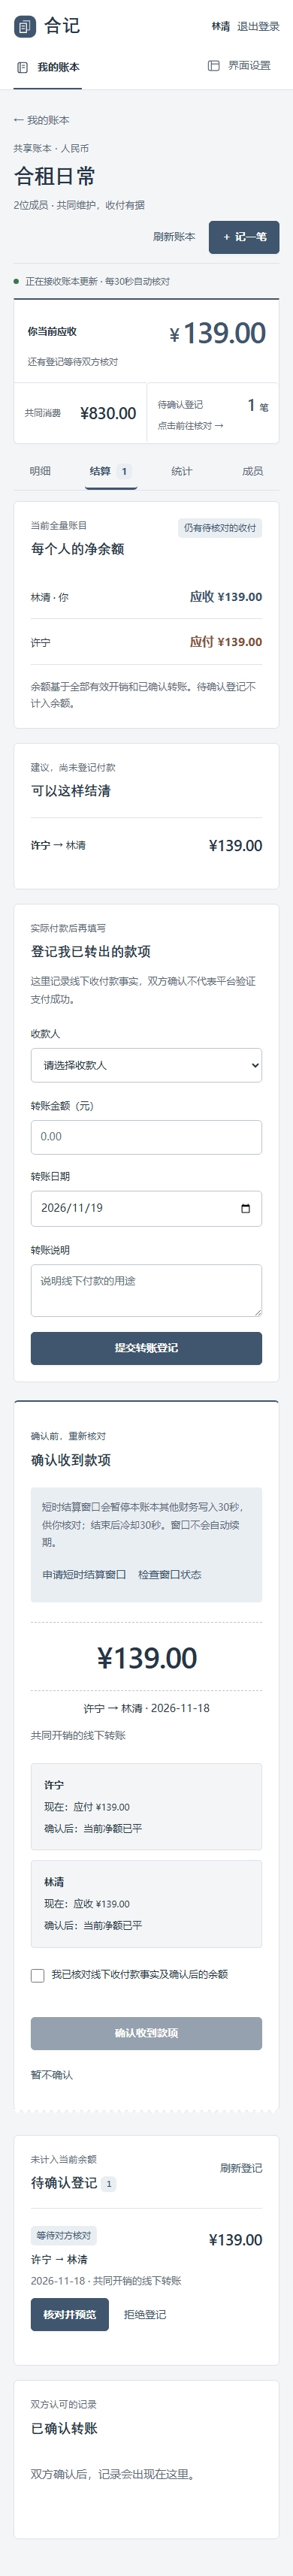 合记
林清 退出登录
我的账本
界面设置
← 我的账本
共享账本 · 人民币
合租日常
2位成员 · 共同维护，收付有据
刷新账本
+ 记一笔
正在接收账本更新 · 每30秒自动核对
你当前应收
¥139.00
还有登记等待双方核对
共同消费 ¥830.00
待确认登记 1 笔
点击前往核对 →
明细 结算 1 统计 成员
当前全量账目
仍有待核对的收付
每个人的净余额
林清 · 你 应收 ¥139.00
许宁 应付 ¥139.00
余额基于全部有效开销和已确认转账。待确认登记不
计入余额。
建议，尚未登记付款
可以这样结清
许宁 → 林清 ¥139.00
实际付款后再填写
登记我已转出的款项
这里记录线下收付款事实，双方确认不代表平台验证
支付成功。
收款人
请选择收款人
转账金额（元）
0.00
转账日期
2026/11/19
转账说明
说明线下付款的用途
提交转账登记
确认前，重新核对
确认收到款项
短时结算窗口会暂停本账本其他财务写入30秒，
供你核对；结束后冷却30秒。窗口不会自动续
期。
申请短时结算窗口 检查窗口状态
¥139.00
许宁 → 林清 · 2026-11-18
共同开销的线下转账
许宁
现在：应付 ¥139.00
确认后：当前净额已平
林清
现在：应收 ¥139.00
确认后：当前净额已平
我已核对线下收付款事实及确认后的余额
确认收到款项
暂不确认
未计入当前余额
待确认登记 1
刷新登记
等待对方核对
¥139.00
许宁 → 林清
2026-11-18 · 共同开销的线下转账
核对并预览
拒绝登记
双方认可的记录
已确认转账
双方确认后，记录会出现在这里。